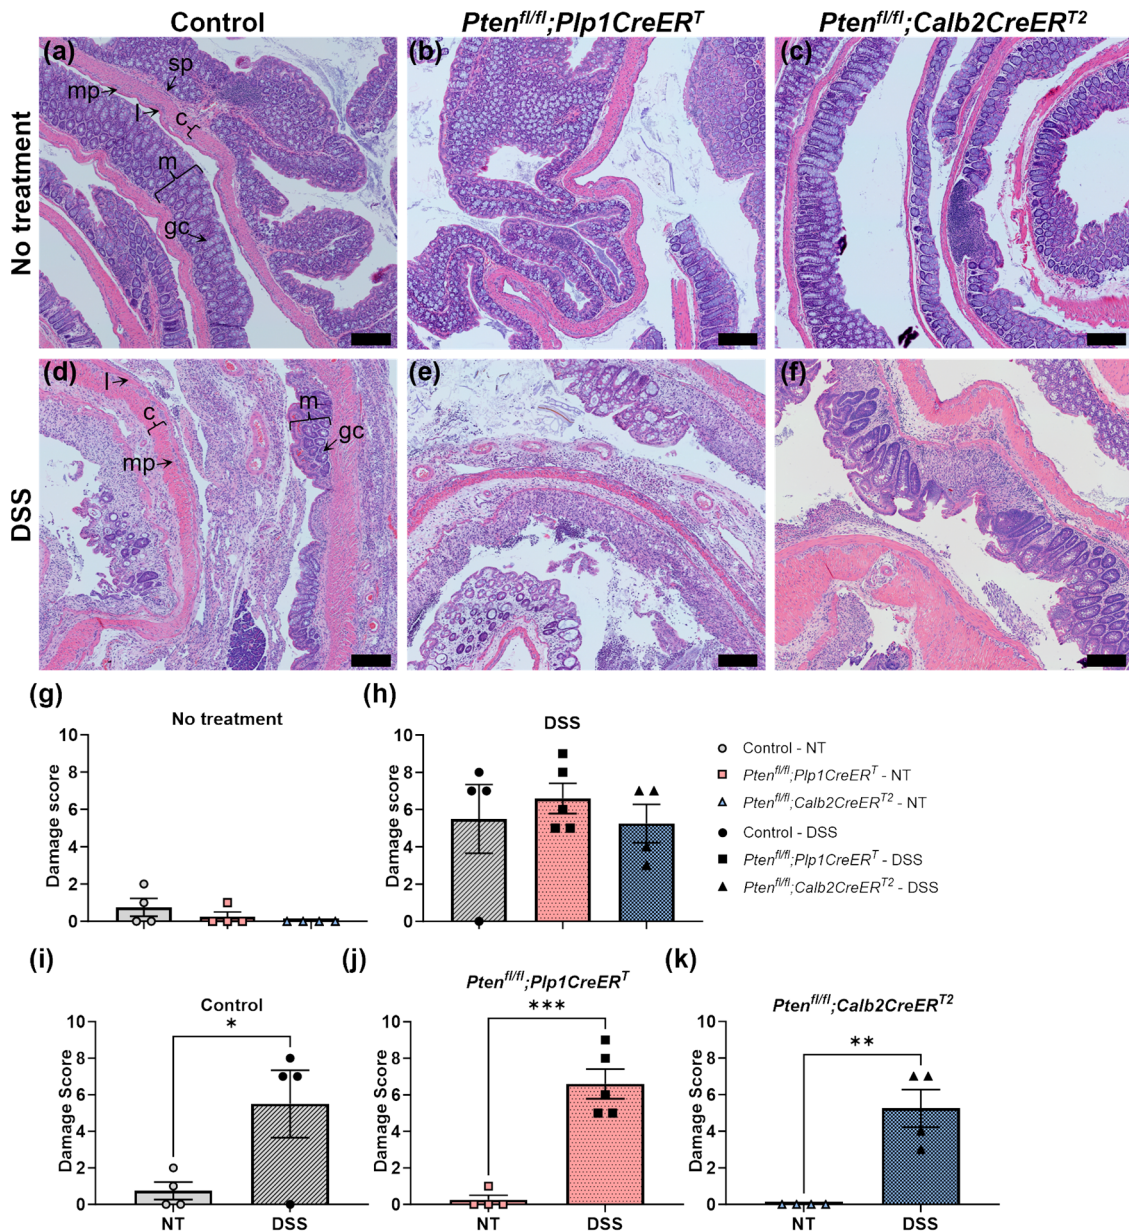 Control
Pten^fl/fl;Plp1CreER^T
Pten^fl/fl;Calb2CreER^T2
No treatment
(a)
sp
mp
l
c
m
gc
(b)
(c)
DSS
(d)
l
c
m
gc
mp
(e)
(f)
(g)
No treatment
Damage score
10
8
6
4
2
0
(h)
DSS
Damage score
10
8
6
4
2
0
Control - NT
Pten^fl/fl;Plp1CreER^T - NT
Pten^fl/fl;Calb2CreER^T2 - NT
Control - DSS
Pten^fl/fl;Plp1CreER^T - DSS
Pten^fl/fl;Calb2CreER^T2 - DSS
(i)
Control
*
Damage Score
10
8
6
4
2
0
NT DSS
(j)
Pten^fl/fl;Plp1CreER^T
***
Damage Score
10
8
6
4
2
0
NT DSS
(k)
Pten^fl/fl;Calb2CreER^T2
**
Damage Score
10
8
6
4
2
0
NT DSS